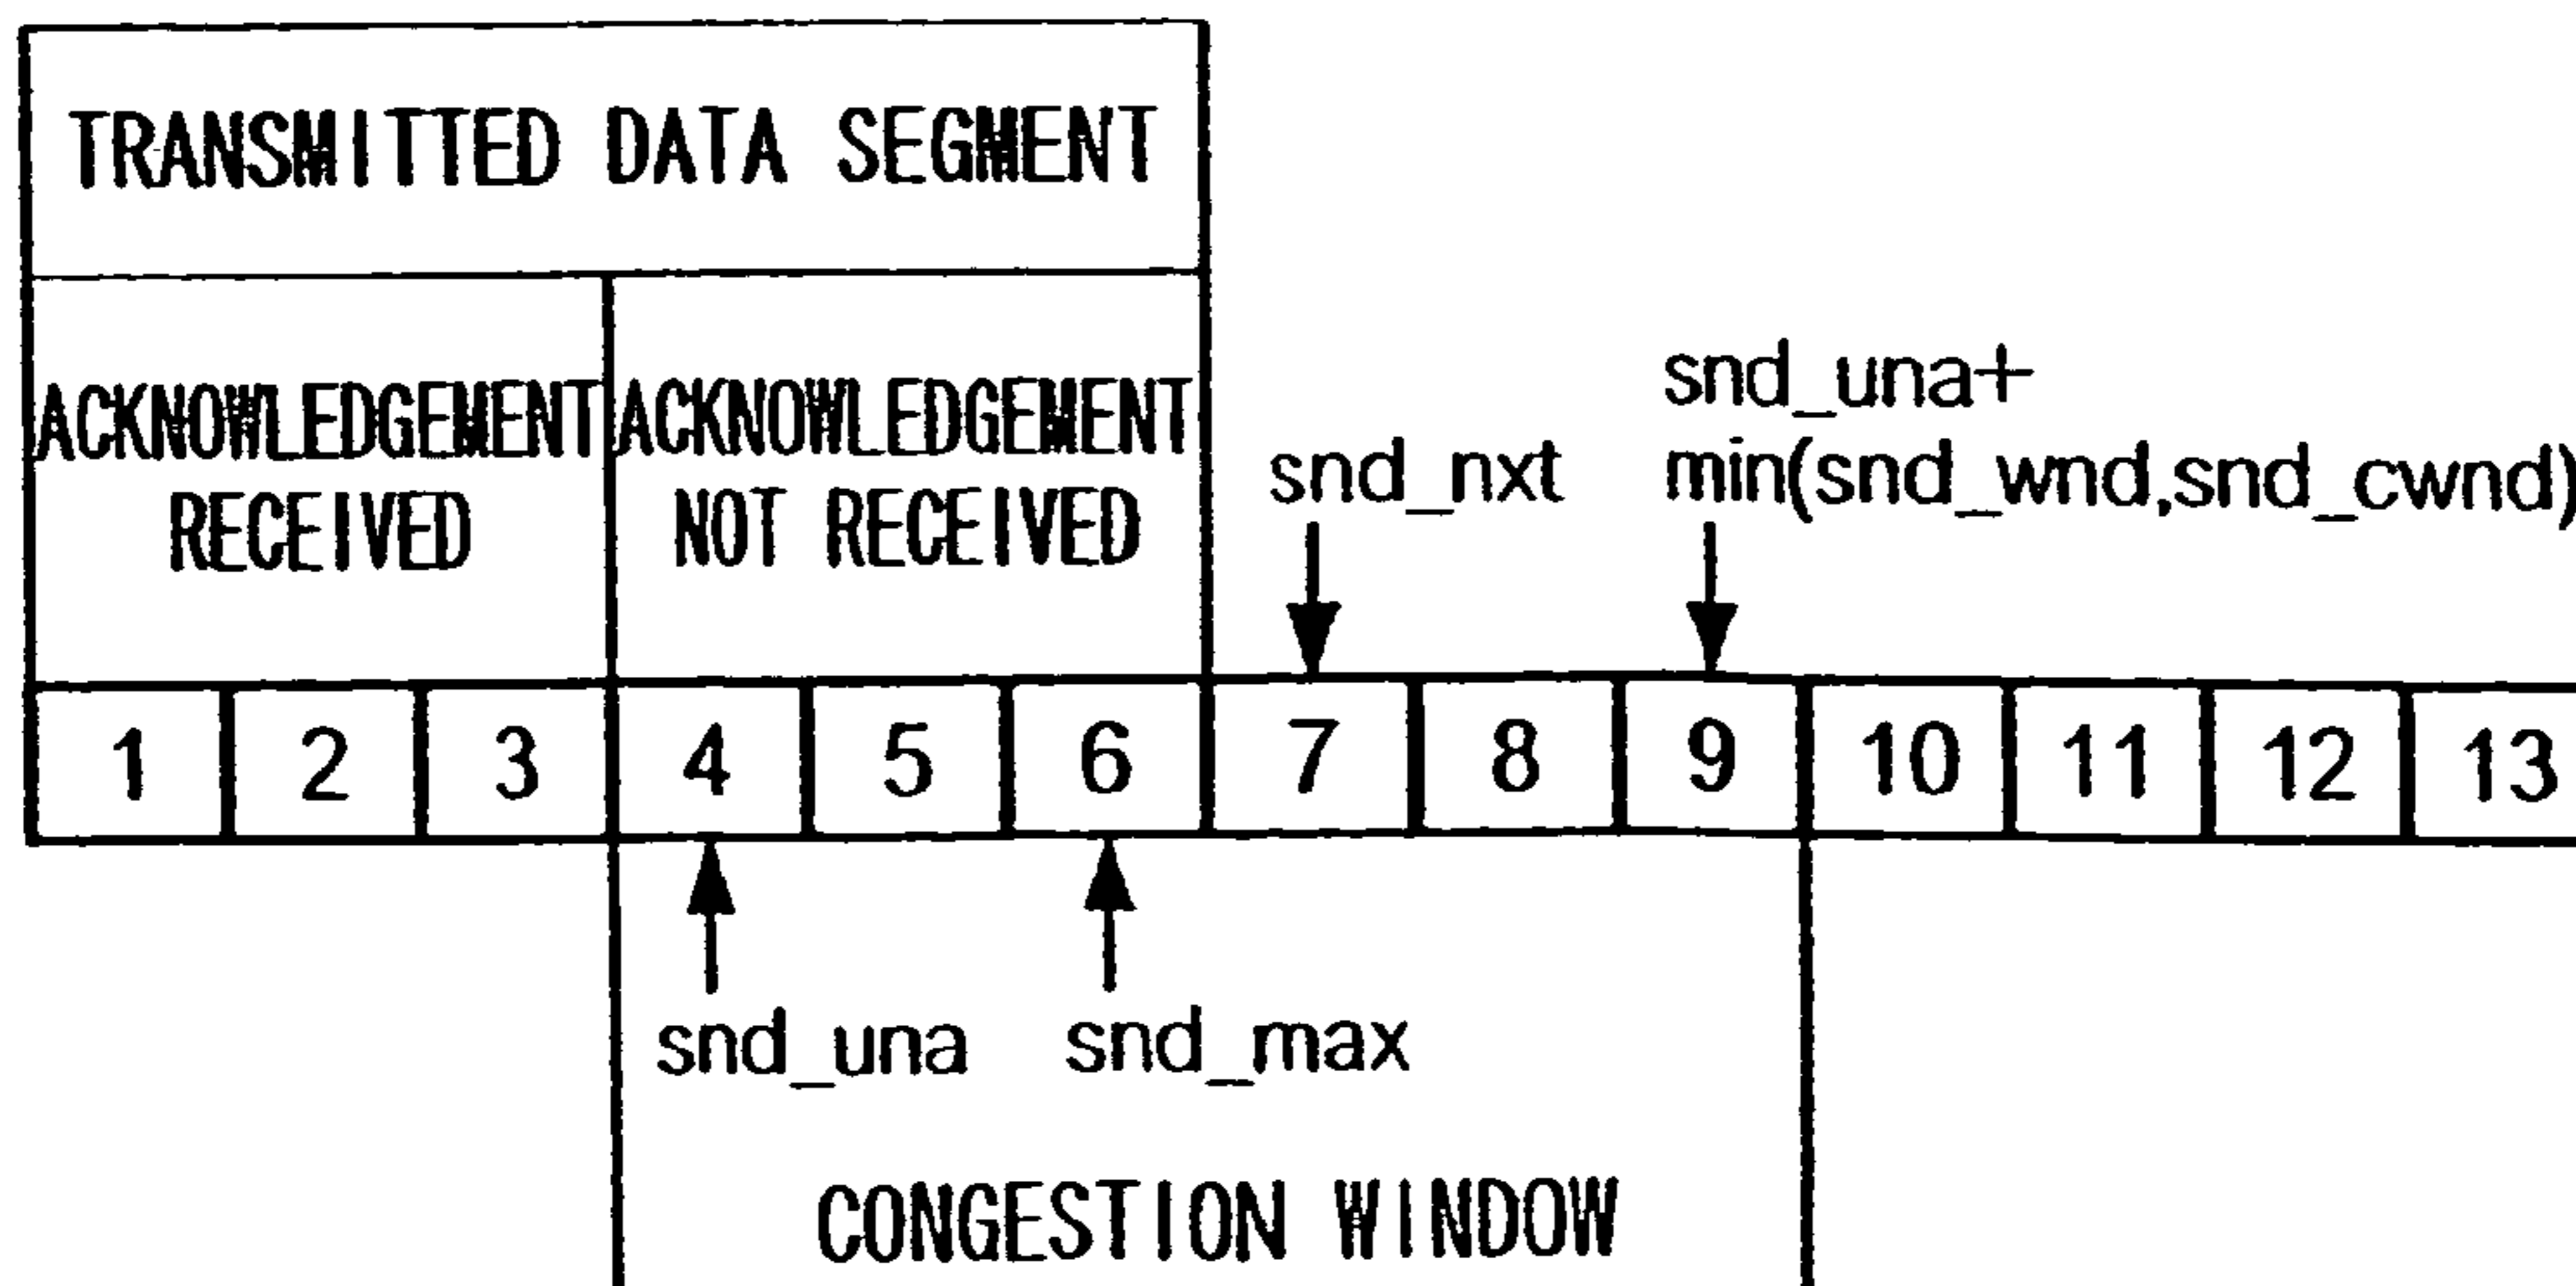 TRANSMITTED DATA SEGMENT
ACKNOWLEDGEMENT
RECEIVED
ACKNOWLEDGEMENT
NOT RECEIVED
snd_nxt
snd_una+
min(snd_wnd,snd_cwnd)
1 2 3 4 5 6 7 8 9 10 11 12 13
snd_una snd_max
CONGESTION WINDOW